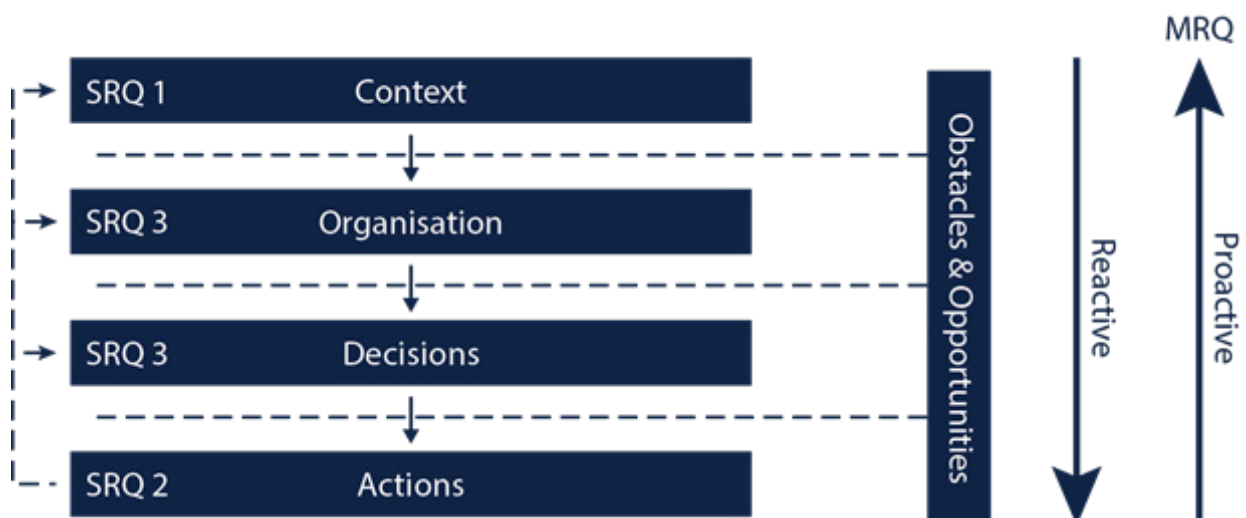 MRQ
SRQ 1 Context
SRQ 3 Organisation
SRQ 3 Decisions
SRQ 2 Actions
Obstacles & Opportunities
Reactive
Proactive